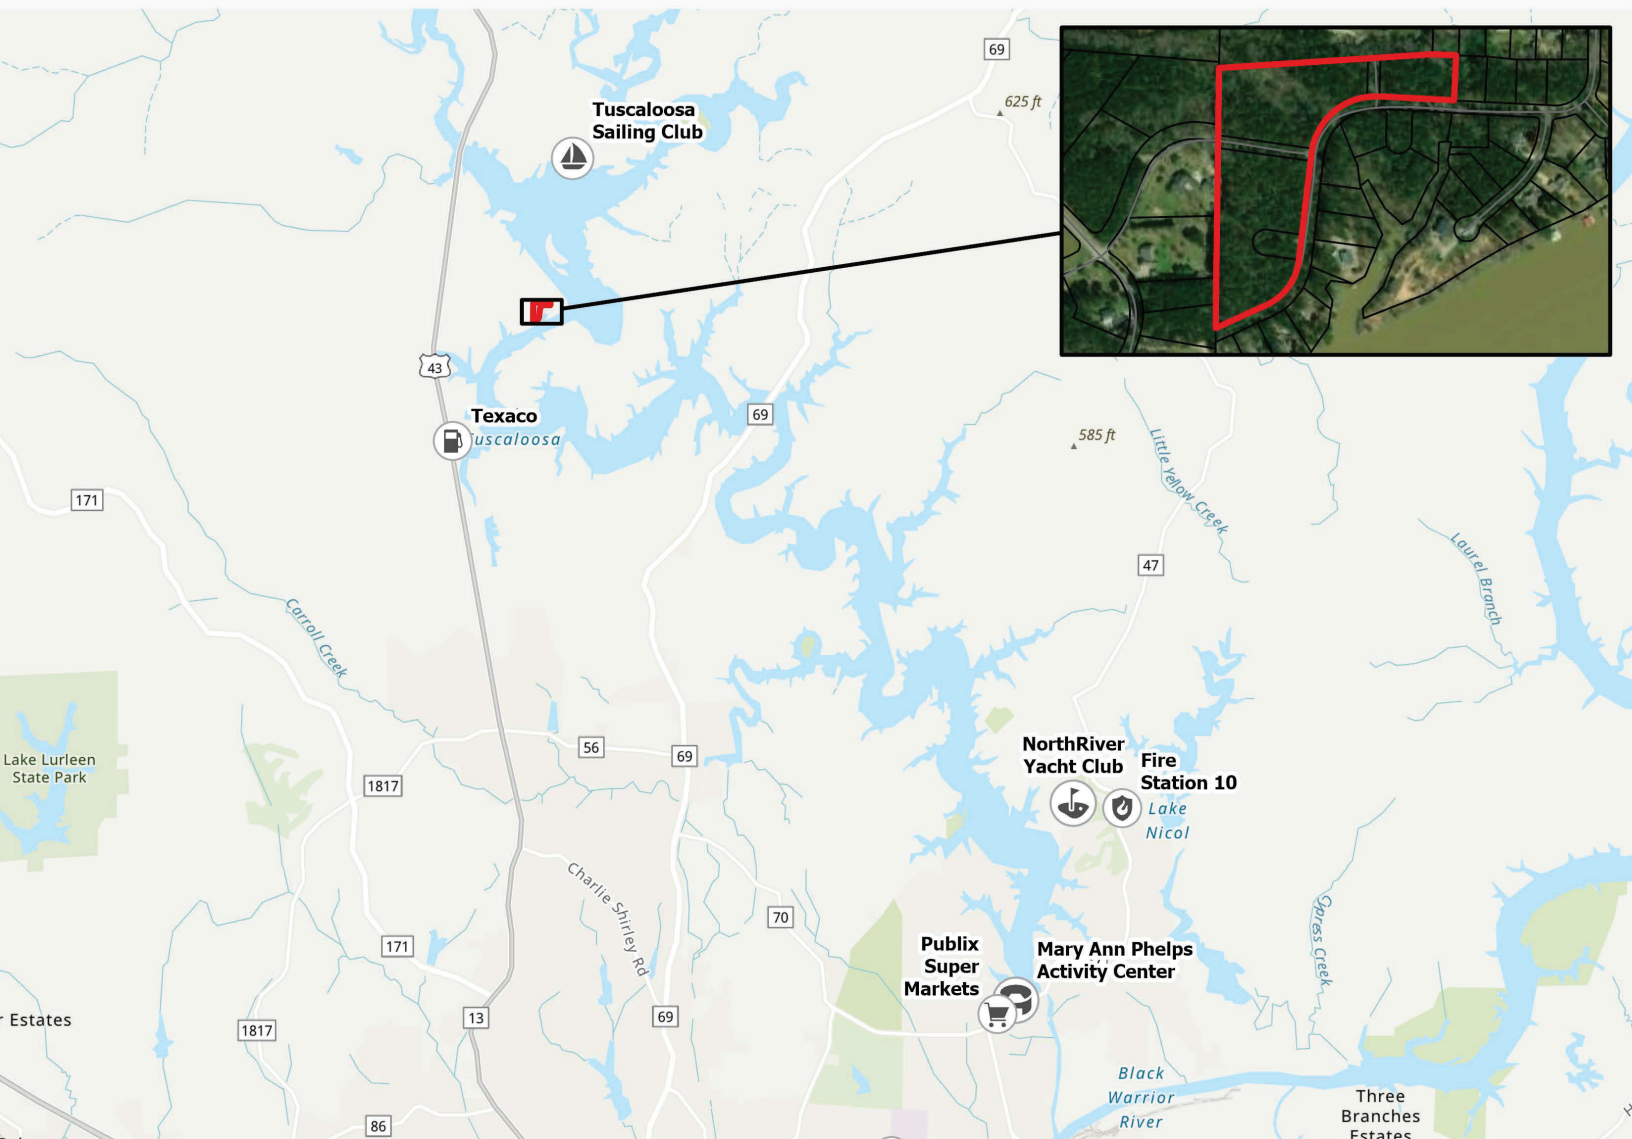 69
625 ft
Tuscaloosa
Sailing Club
43
Texaco
Tuscaloosa
69
585 ft
Little Yellow Creek
171
Laurel Branch
47
Carroll Creek
Lake Lurleen
State Park
56
69
1817
NorthRiver
Yacht Club
Fire
Station 10
Lake
Nicol
Charlie Shirley Rd
70
Cypress Creek
171
Publix
Super
Markets
Mary Ann Phelps
Activity Center
r Estates
1817
13
69
Black
Warrior
River
Three
Branches
Estates
86